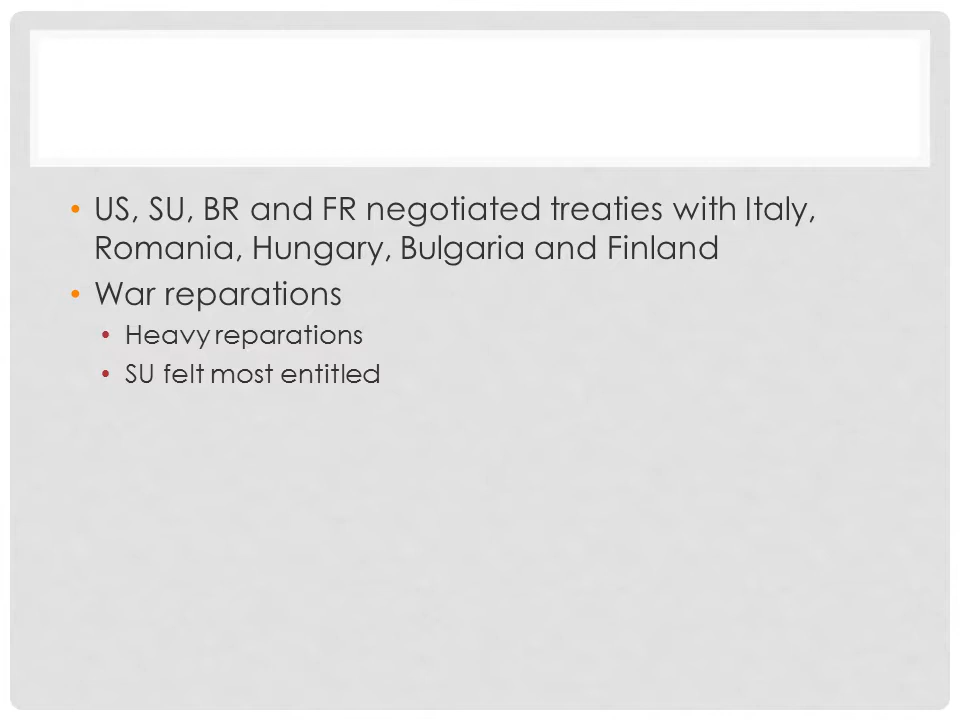 • US, SU, BR and FR negotiated treaties with Italy,
Romania, Hungary, Bulgaria and Finland
• War reparations
• Heavy reparations
• SU felt most entitled